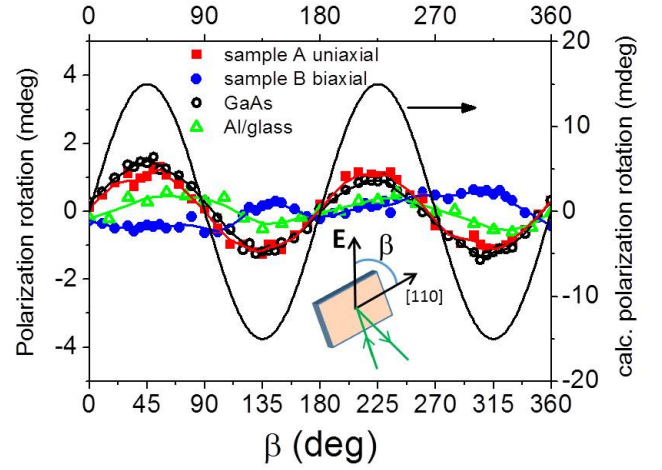 0 90 180 270 360
sample A uniaxial
sample B biaxial
GaAs
Al/glass
Polarization rotation (mdeg)
4
2
0
-2
-4
20
10
0
-10
-20
calc. polarization rotation (mdeg)
E
β
[110]
0 45 90 135 180 225 270 315 360
β (deg)